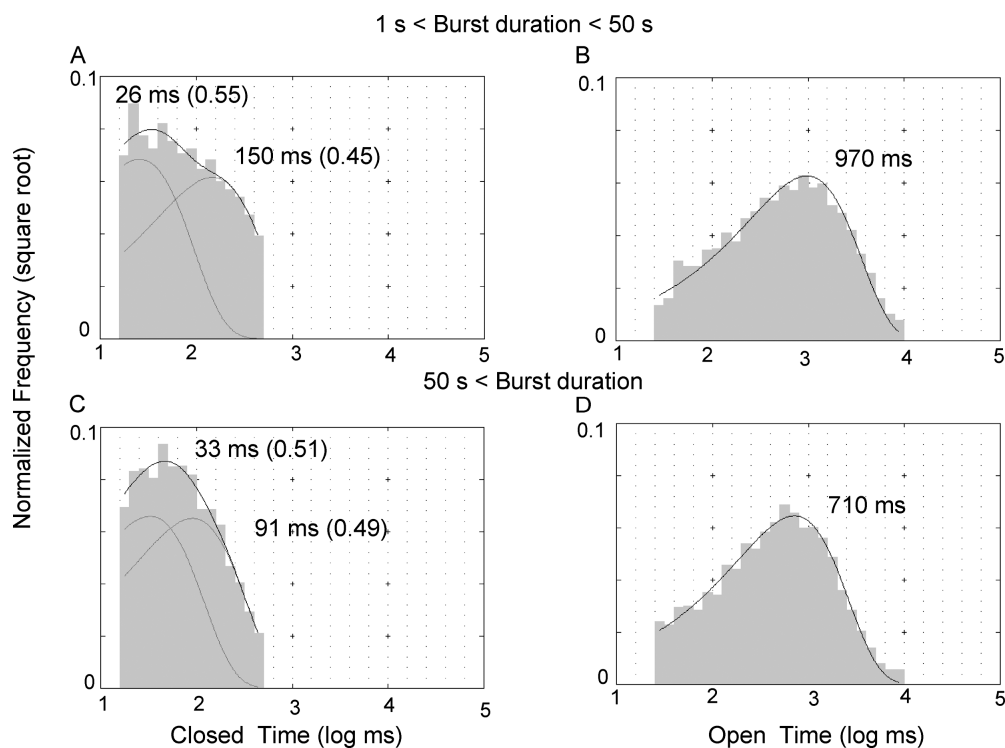 1 s < Burst duration < 50 s
A
B
0.1
26 ms (0.55)
150 ms (0.45)
0
1 2 3 4 5
0.1
970 ms
0
1 2 3 4 5
50 s < Burst duration
C
D
0.1
33 ms (0.51)
91 ms (0.49)
0
1 2 3 4 5
Closed Time (log ms)
0.1
710 ms
0
1 2 3 4 5
Open Time (log ms)
Normalized Frequency (square root)